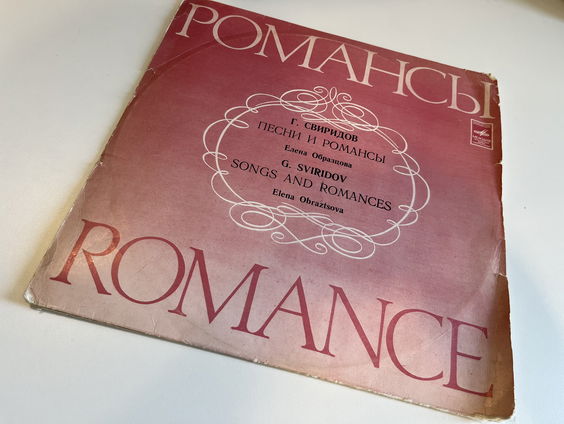 РОМАНСЫ
Г. СВИРИДОВ
ПЕСНИ И РОМАНСЫ
Елена Образцова
G. SVIRIDOV
SONGS AND ROMANCES
Elena Obraztsova
ROMANCE